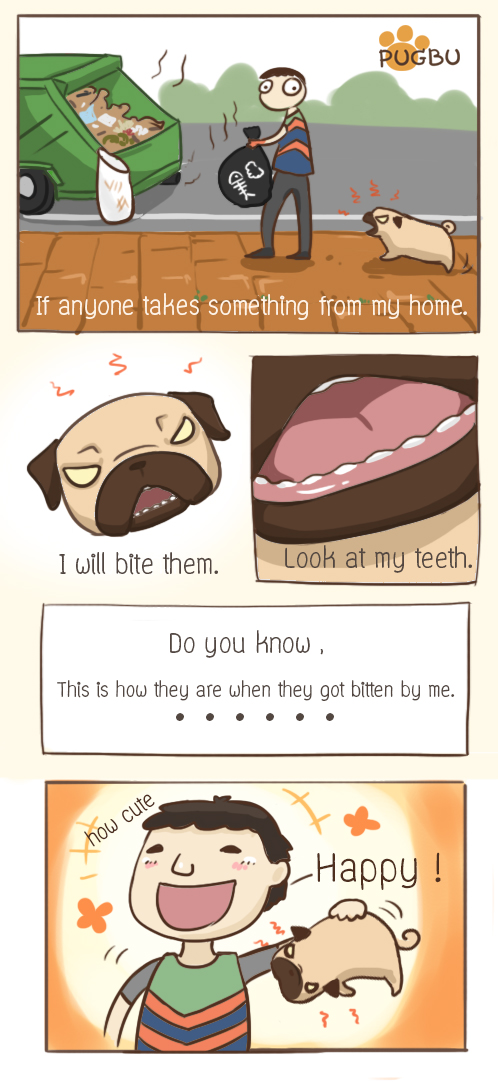 PUGBU
If anyone takes something from my home.
I will bite them.
Look at my teeth.
Do you know ,
This is how they are when they got bitten by me.
• • • • • •
how cute
Happy !